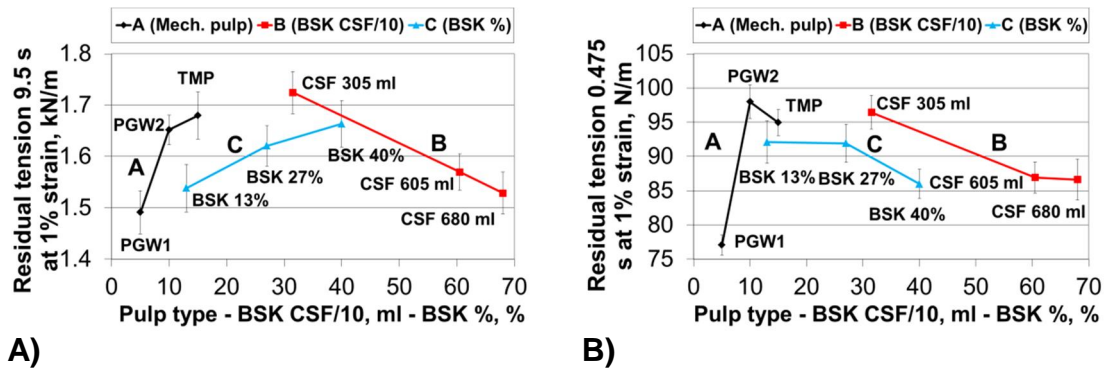 A (Mech. pulp) B (BSK CSF/10) C (BSK %)
Residual tension 9.5 s
at 1% strain, kN/m
1.8
1.7
1.6
1.5
1.4
TMP
CSF 305 ml
PGW2
A
C
B
BSK 40%
BSK 27%
CSF 605 ml
BSK 13%
CSF 680 ml
PGW1
0 10 20 30 40 50 60 70
Pulp type - BSK CSF/10, ml - BSK %, %
A)
A (Mech. pulp) B (BSK CSF/10) C (BSK %)
Residual tension 0.475
s at 1% strain, N/m
105
100
95
90
85
80
75
PGW2
TMP
CSF 305 ml
A
C
B
BSK 13% BSK 27%
CSF 605 ml
BSK 40%
CSF 680 ml
PGW1
0 10 20 30 40 50 60 70
Pulp type - BSK CSF/10, ml - BSK %, %
B)